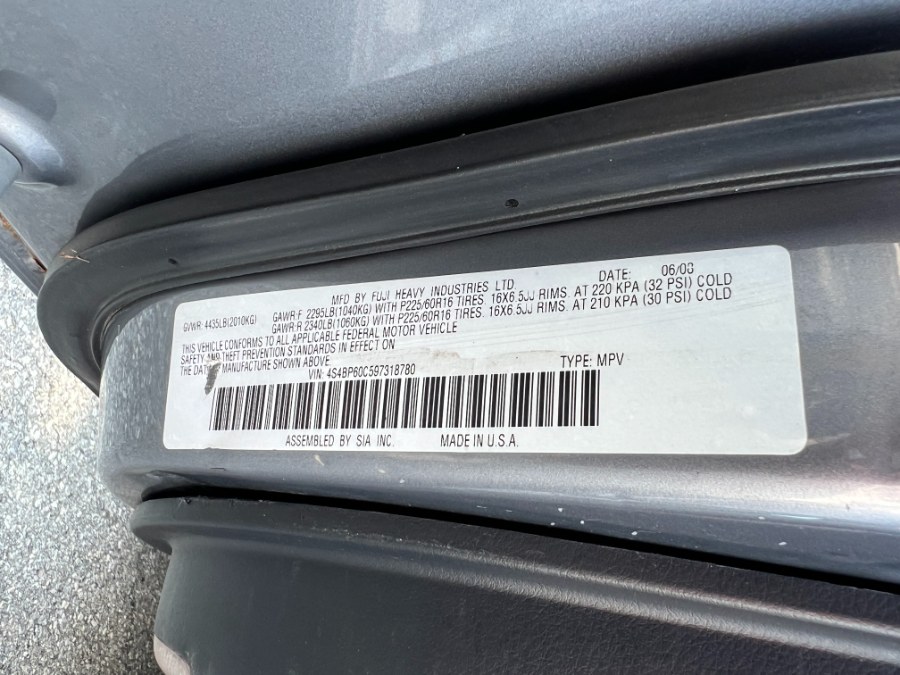 MFD BY FUJI HEAVY INDUSTRIES LTD. DATE: 06/08
GVWR: 4435LB(2010KG) GAWR:F 2295LB(1040KG) WITH P225/60R16 TIRES. 16X6.5JJ RIMS. AT 220 KPA (32 PSI) COLD
GAWR:R 2340LB(1060KG) WITH P225/60R16 TIRES. 16X6.5JJ RIMS. AT 210 KPA (30 PSI) COLD
THIS VEHICLE CONFORMS TO ALL APPLICABLE FEDERAL MOTOR VEHICLE
SAFETY AND THEFT PREVENTION STANDARDS IN EFFECT ON
THE DATE OF MANUFACTURE SHOWN ABOVE
VIN: 4S4BP60C597318780 TYPE: MPV
ASSEMBLED BY SIA INC. MADE IN U.S.A.